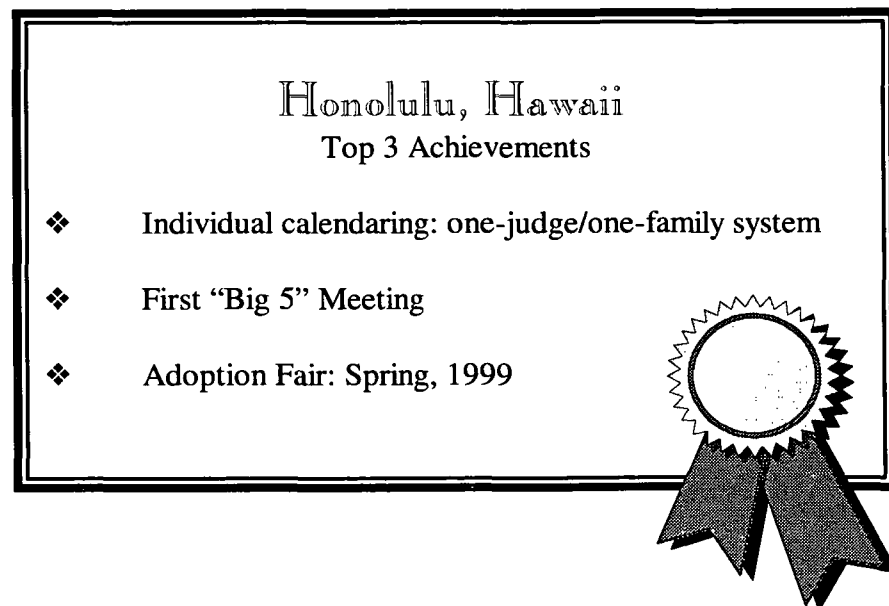 Honolulu, Hawaii
Top 3 Achievements
❖ Individual calendaring: one-judge/one-family system
❖ First “Big 5” Meeting
❖ Adoption Fair: Spring, 1999